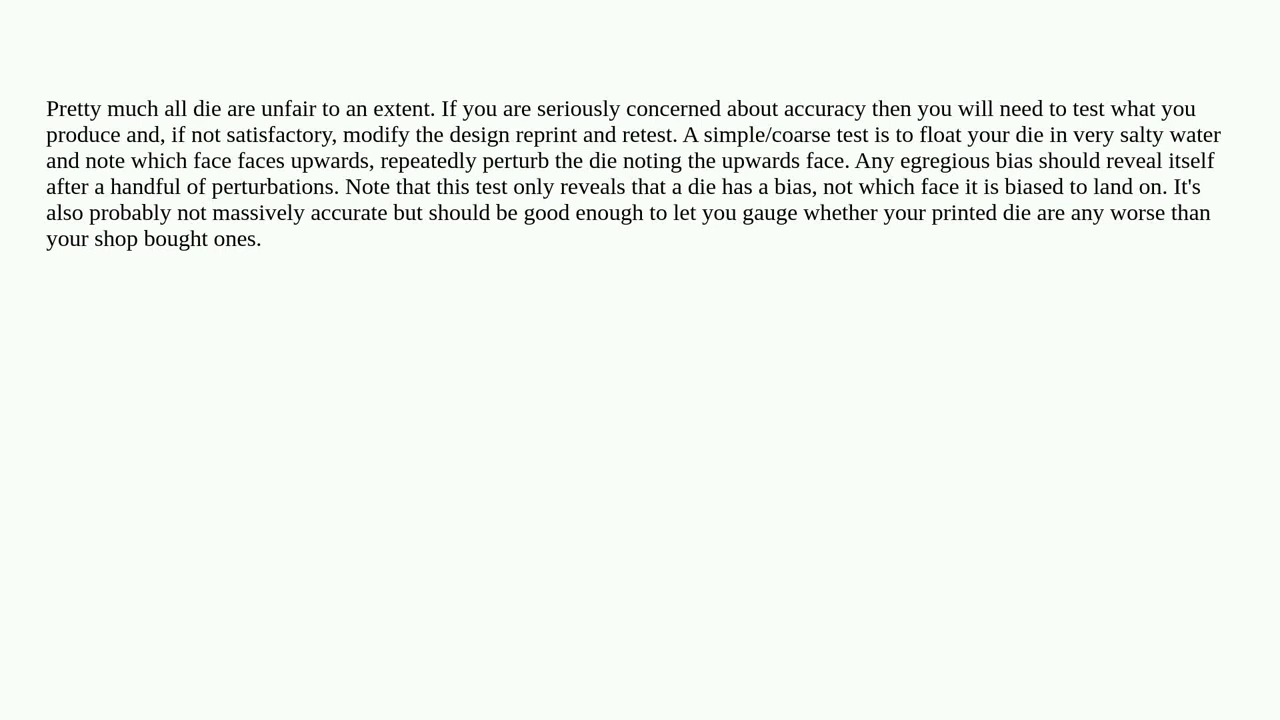 Pretty much all die are unfair to an extent. If you are seriously concerned about accuracy then you will need to test what you
produce and, if not satisfactory, modify the design reprint and retest. A simple/coarse test is to float your die in very salty water
and note which face faces upwards, repeatedly perturb the die noting the upwards face. Any egregious bias should reveal itself
after a handful of perturbations. Note that this test only reveals that a die has a bias, not which face it is biased to land on. It's
also probably not massively accurate but should be good enough to let you gauge whether your printed die are any worse than
your shop bought ones.